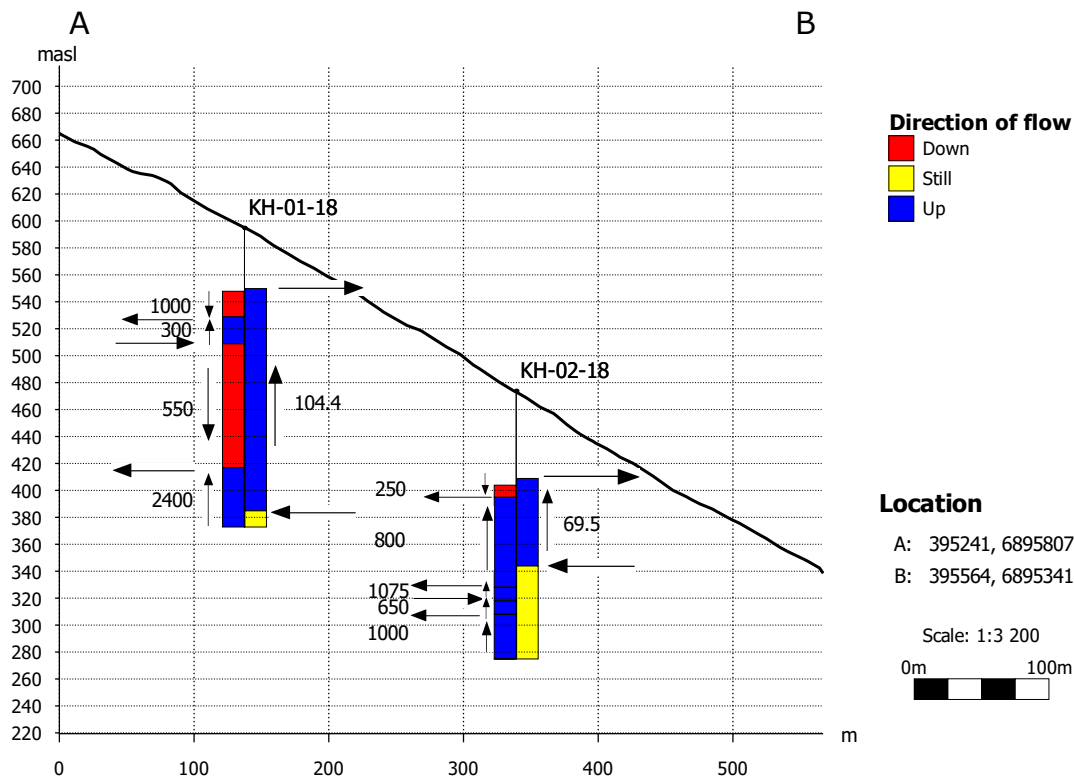 A
B
masl
700
680
660
640
620
600
580
560
540
520
500
480
460
440
420
400
380
360
340
320
300
280
260
240
220
0
100
200
300
400
500
m
KH-01-18
1000
300
550
2400
104.4
KH-02-18
250
800
1075
650
1000
69.5
Direction of flow
Down
Still
Up
Location
A: 395241, 6895807
B: 395564, 6895341
Scale: 1:3 200
0m 100m